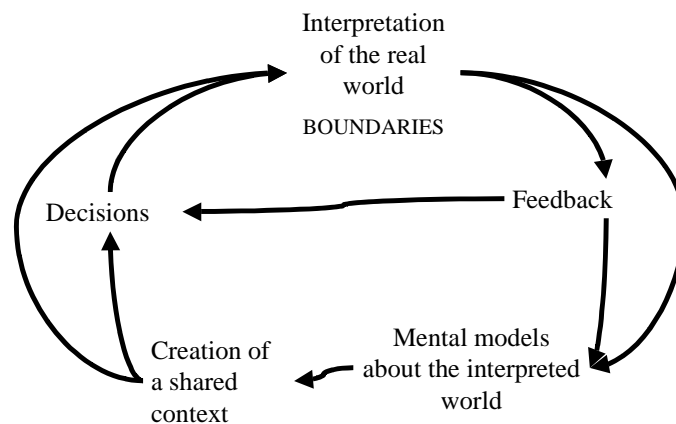 Interpretation
of the real
world
BOUNDARIES
Decisions
Feedback
Creation of
a shared
context
Mental models
about the interpreted
world